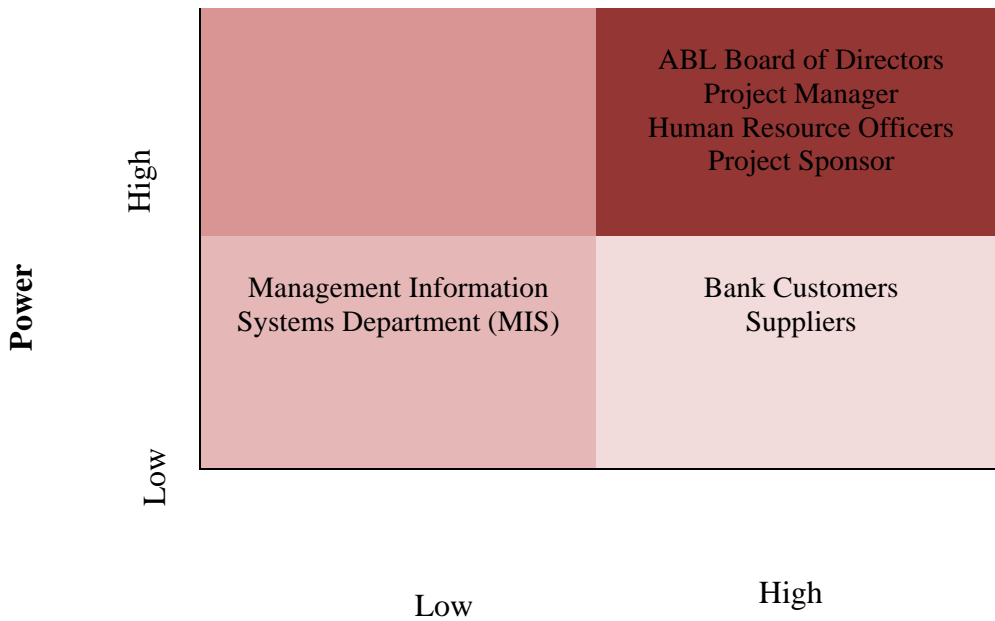 ABL Board of Directors
Project Manager
Human Resource Officers
Project Sponsor
High
Management Information
Systems Department (MIS)
Bank Customers
Suppliers
Power
Low
Low
High